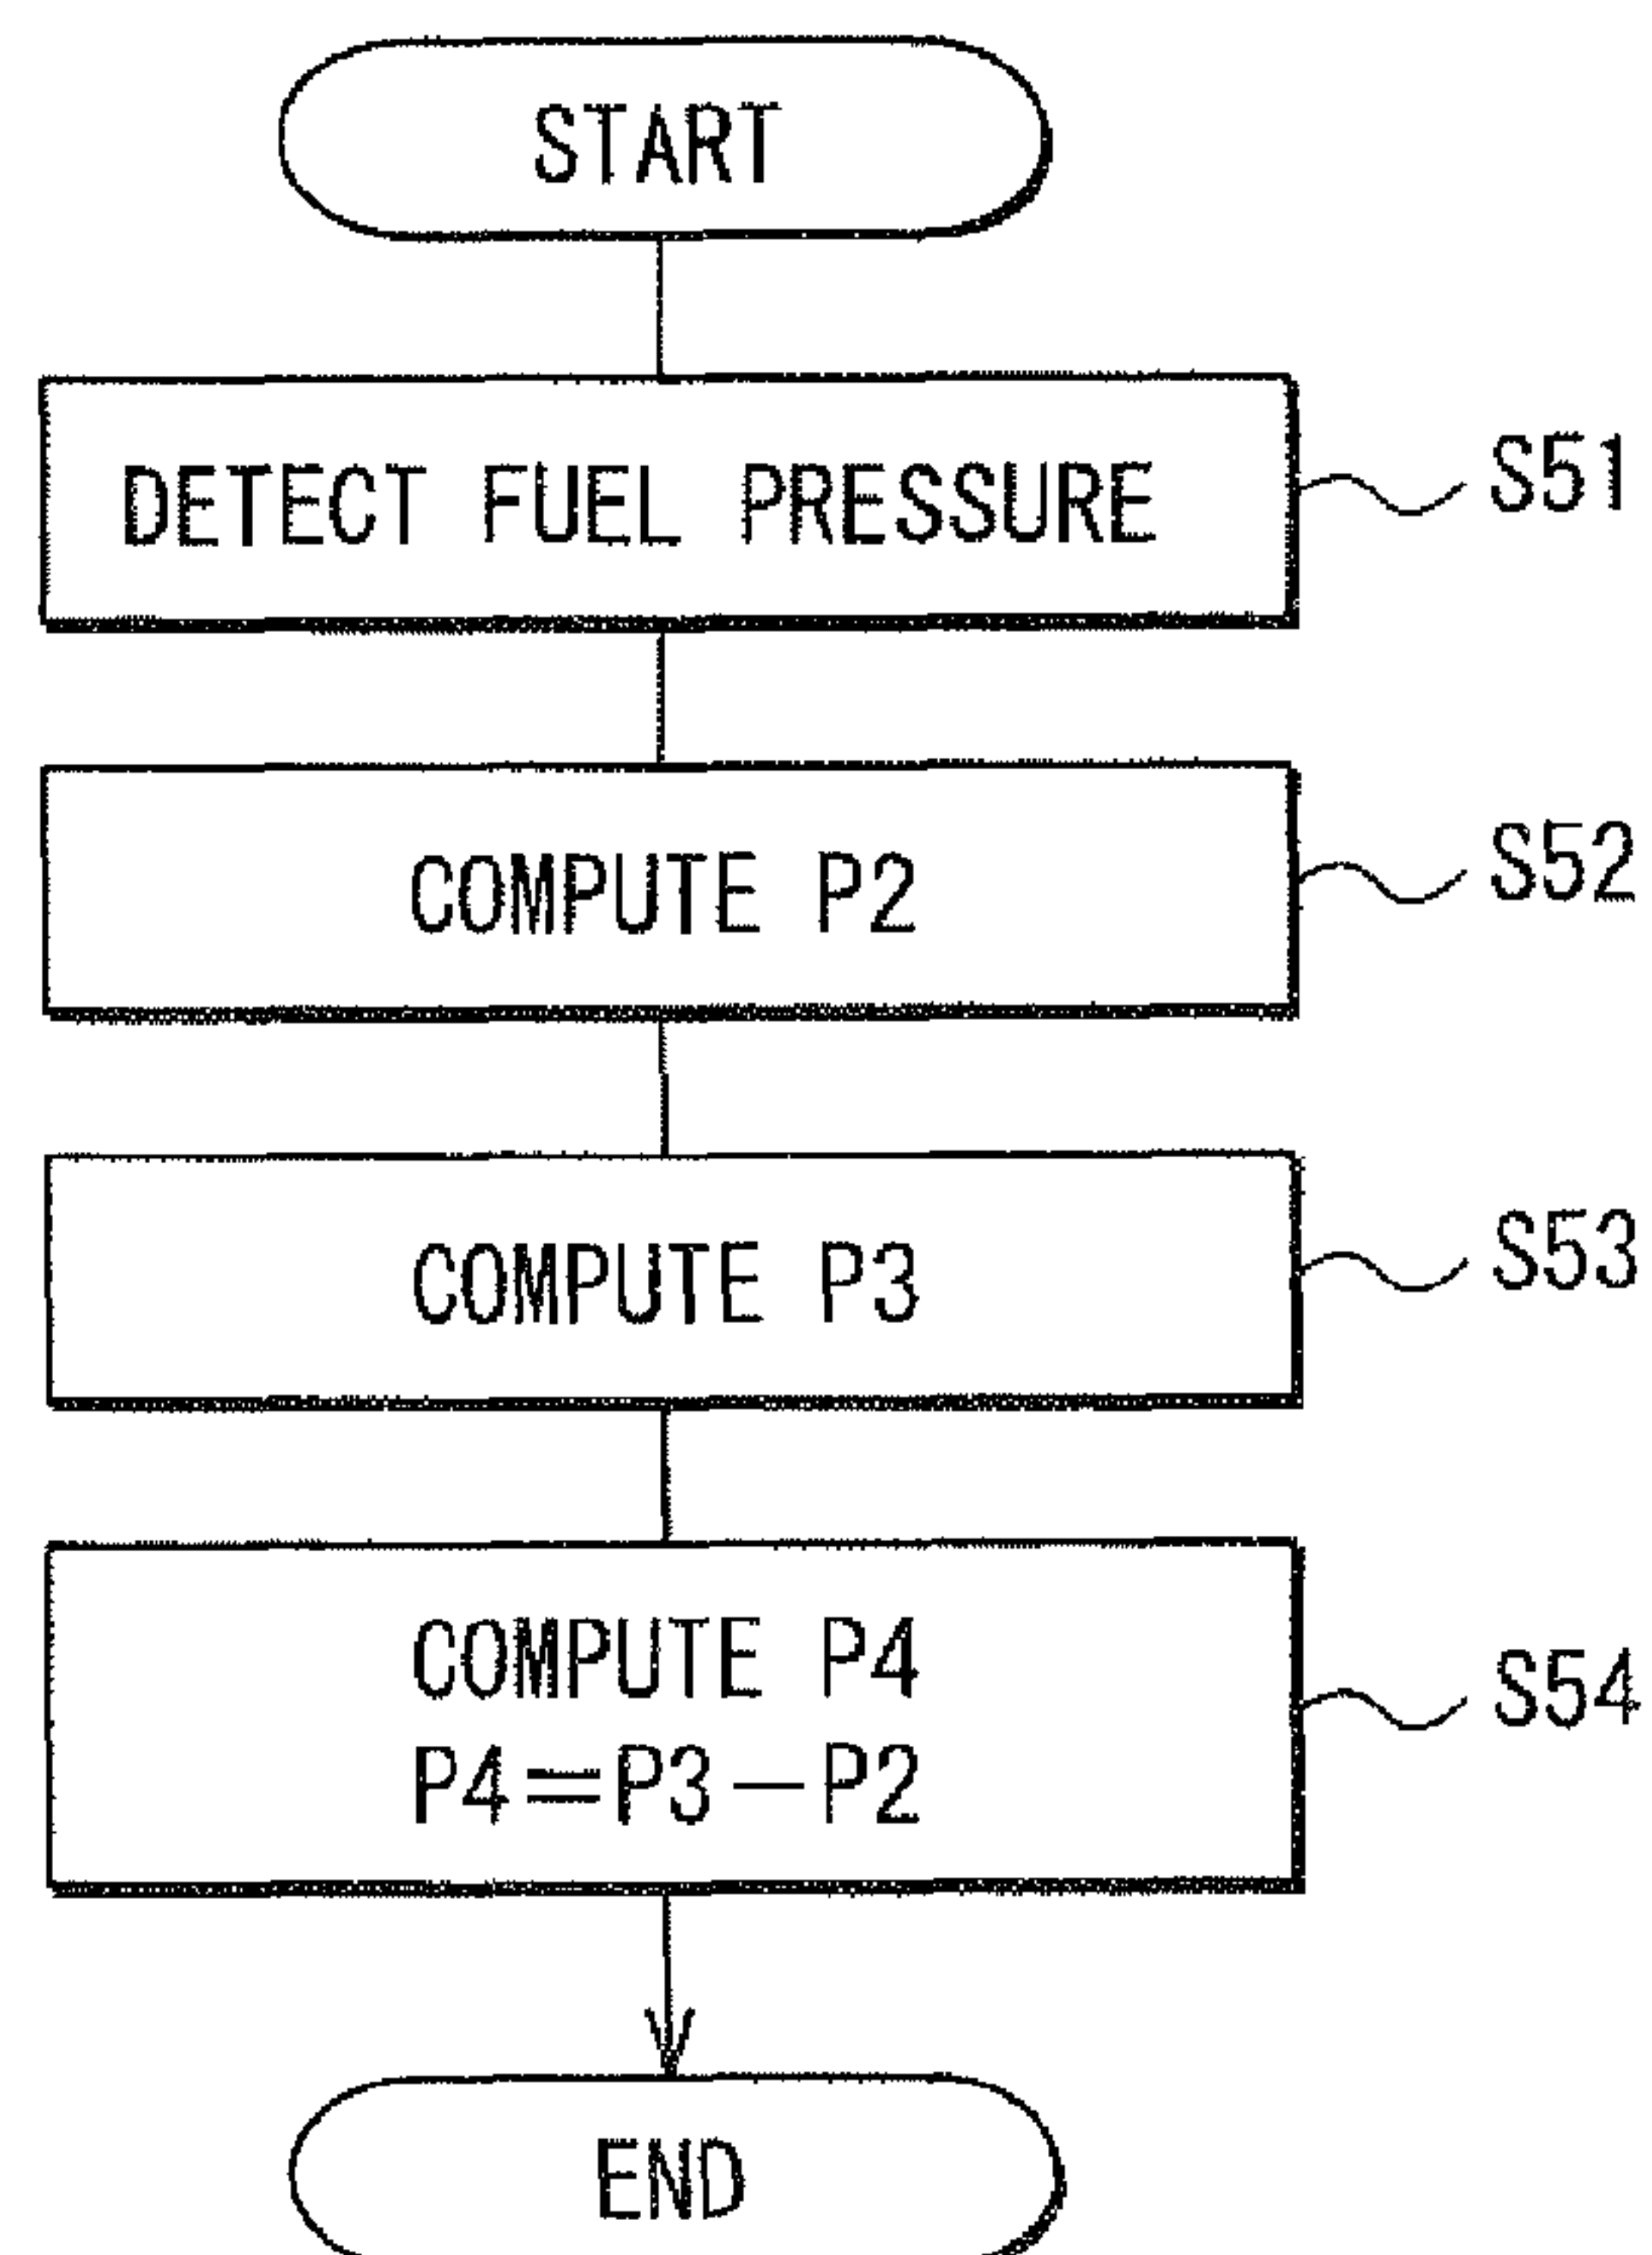 START
DETECT FUEL PRESSURE
S51
COMPUTE P2
S52
COMPUTE P3
S53
COMPUTE P4
P4=P3−P2
S54
END